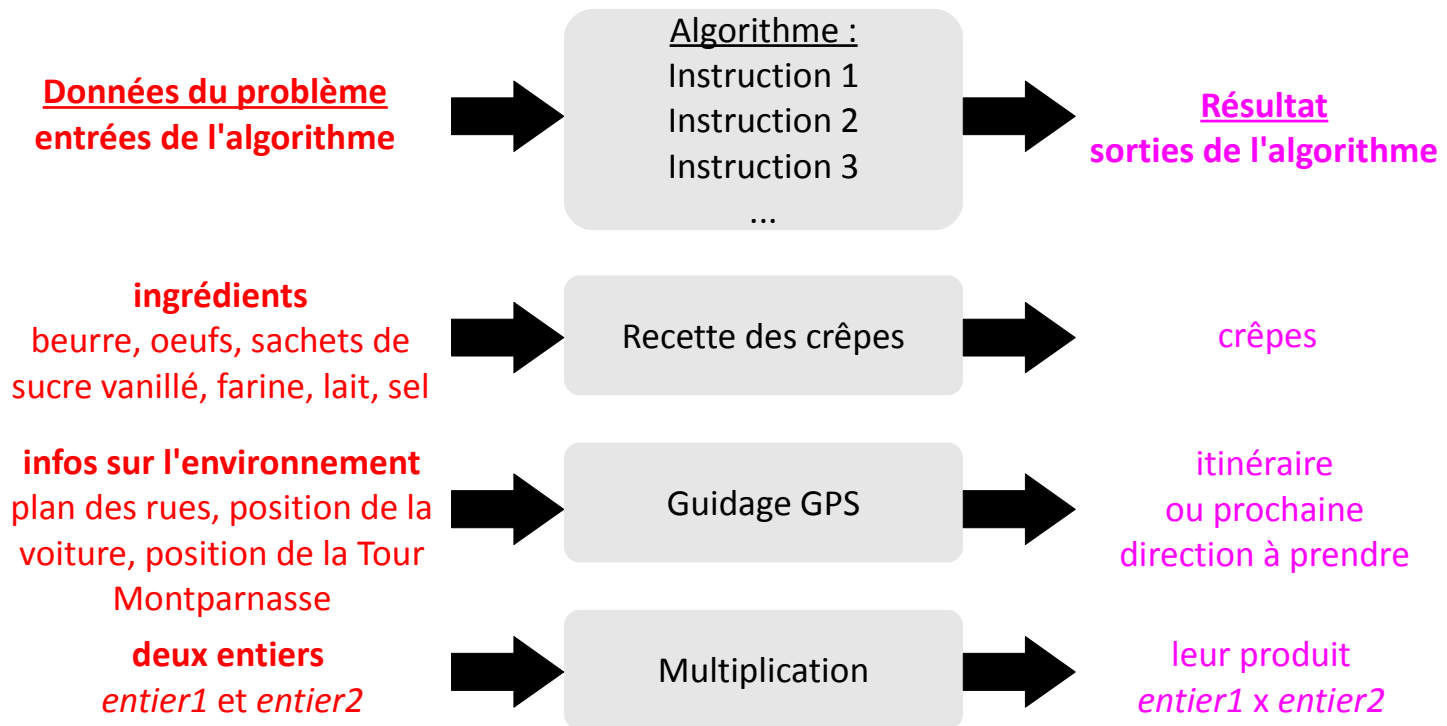 Données du problème
entrées de l'algorithme
Algorithme :
Instruction 1
Instruction 2
Instruction 3
...
Résultat
sorties de l'algorithme
ingrédients
beurre, oeufs, sachets de
sucre vanillé, farine, lait, sel
Recette des crêpes
crêpes
infos sur l'environnement
plan des rues, position de la
voiture, position de la Tour
Montparnasse
Guidage GPS
itinéraire
ou prochaine
direction à prendre
deux entiers
entier1 et entier2
Multiplication
leur produit
entier1 x entier2